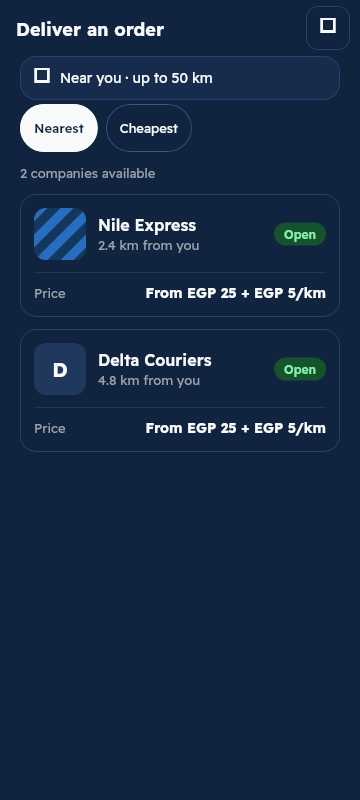 Deliver an order
Near you · up to 50 km
Nearest
Cheapest
2 companies available
Nile Express
2.4 km from you
Open
Price
From EGP 25 + EGP 5/km
D
Delta Couriers
4.8 km from you
Open
Price
From EGP 25 + EGP 5/km